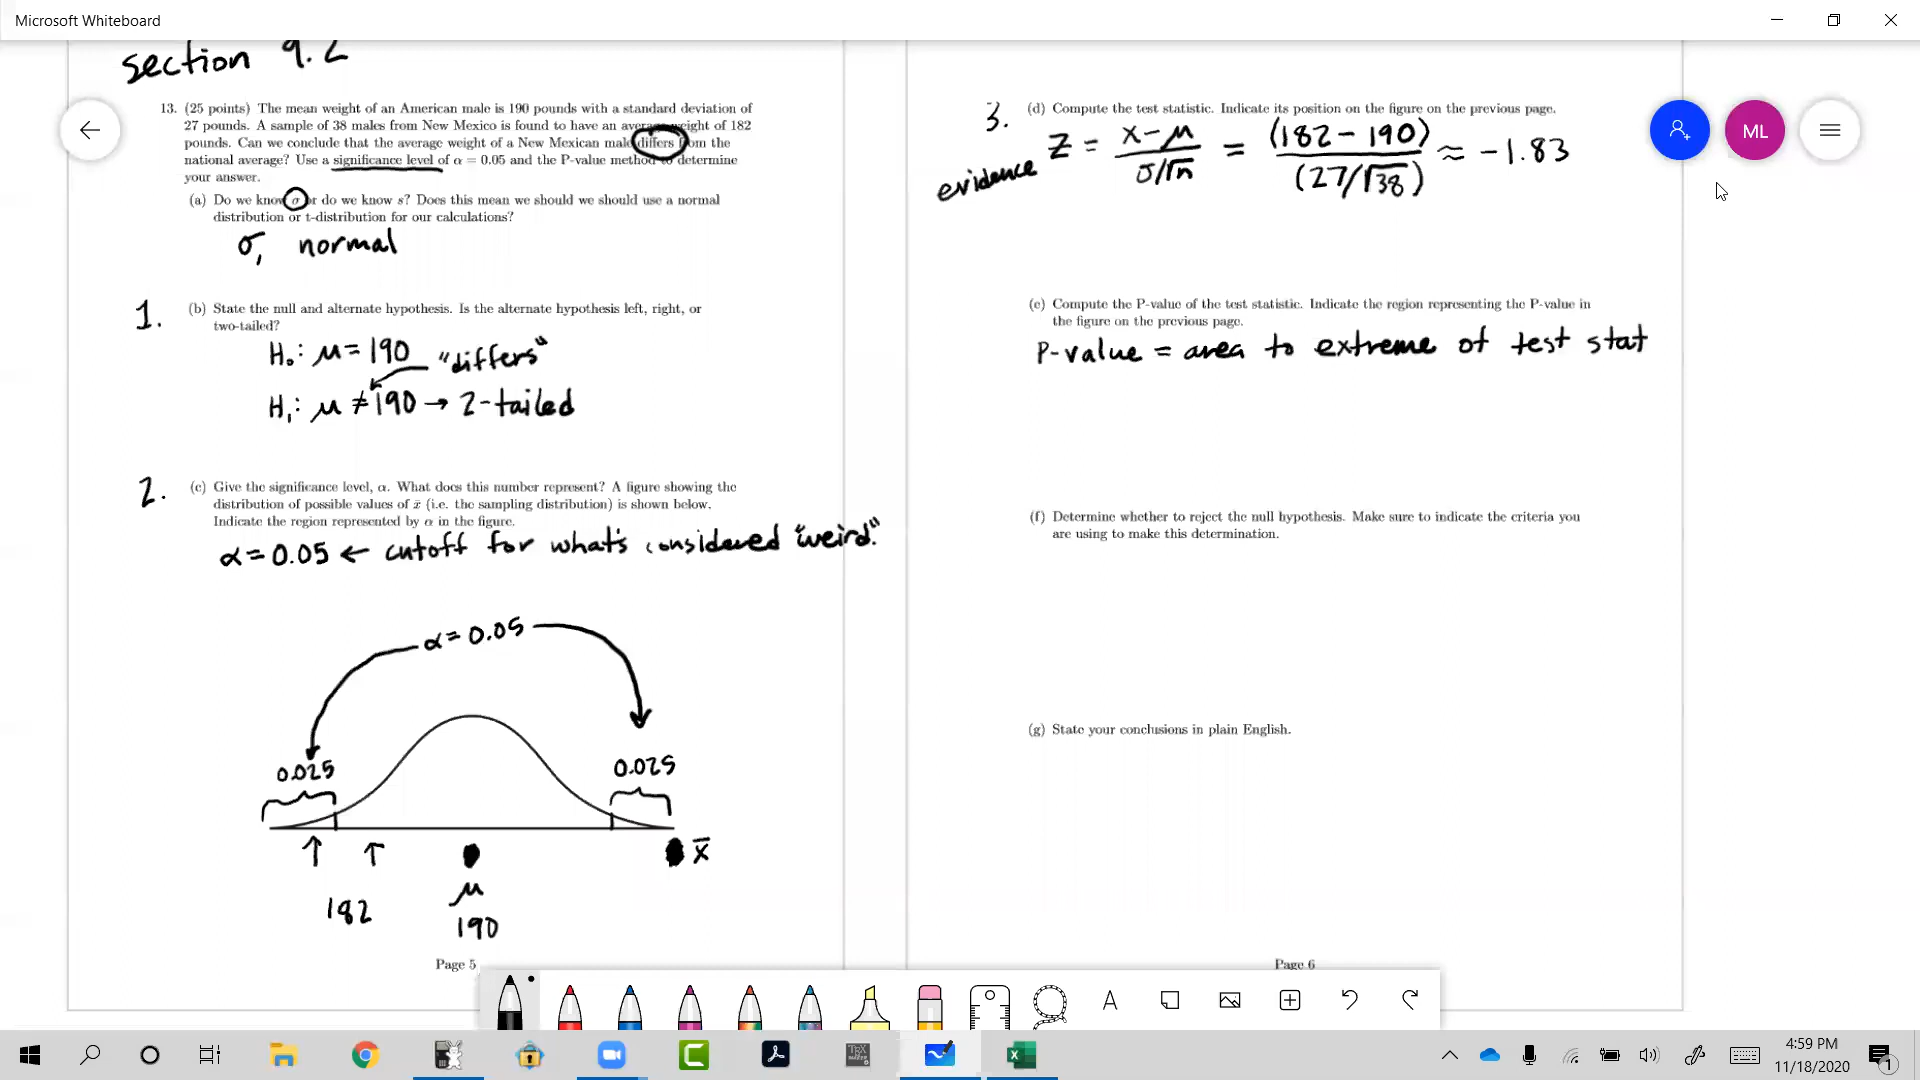 Microsoft Whiteboard
section 9.2
13. (25 points) The mean weight of an American male is 190 pounds with a standard deviation of
27 pounds. A sample of 38 males from New Mexico is found to have an average weight of 182
pounds. Can we conclude that the average weight of a New Mexican male differs from the
national average? Use a significance level of α = 0.05 and the P-value method to determine
your answer.
(a) Do we know σ or do we know s? Does this mean we should we should use a normal
distribution or t-distribution for our calculations?
σ, normal
1. (b) State the null and alternate hypothesis. Is the alternate hypothesis left, right, or
two-tailed?
H₀: μ = 190 "differs"
H₁: μ ≠ 190 → 2-tailed
2. (c) Give the significance level, α. What does this number represent? A figure showing the
distribution of possible values of x̄ (i.e. the sampling distribution) is shown below.
Indicate the region represented by α in the figure.
α = 0.05 ← cutoff for what's considered "weird."
α = 0.05
0.025 0.025
↑ ↑ x̄
μ
182 190
Page 5
3. (d) Compute the test statistic. Indicate its position on the figure on the previous page.
evidence Z = x-μ / σ/√n = (182-190) / (27/√38) ≈ -1.83
(e) Compute the P-value of the test statistic. Indicate the region representing the P-value in
the figure on the previous page.
P-value = area to extreme of test stat
(f) Determine whether to reject the null hypothesis. Make sure to indicate the criteria you
are using to make this determination.
(g) State your conclusions in plain English.
Page 6
ML
A
4:59 PM
11/18/2020
1